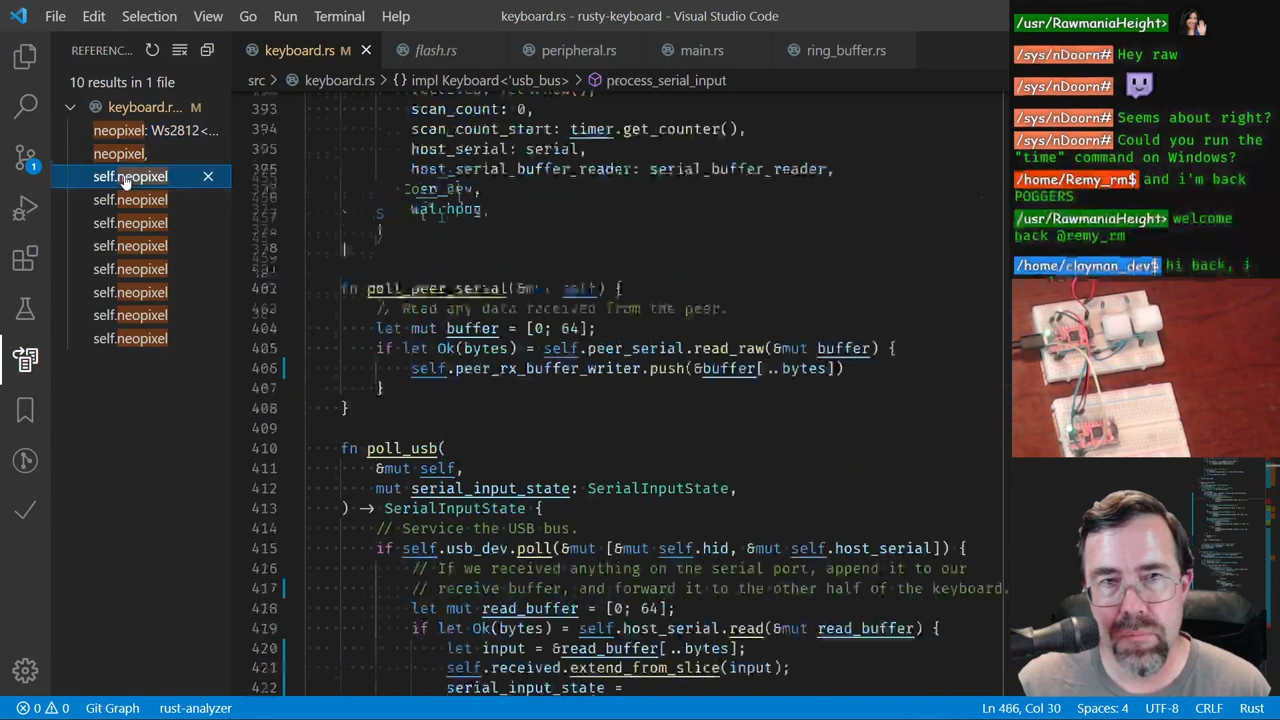 File Edit Selection View Go Run Terminal Help
keyboard.rs - rusty-keyboard - Visual Studio Code
REFERENC...
10 results in 1 file
keyboard.r... M
neopixel: Ws2812<...
neopixel,
self.neopixel
self.neopixel
self.neopixel
self.neopixel
self.neopixel
self.neopixel
self.neopixel
self.neopixel
1
keyboard.rs M
flash.rs
peripheral.rs
main.rs
ring_buffer.rs
src > keyboard.rs > {} impl Keyboard<'usb_bus> > process_serial_input
393 scan_count: 0,
394 scan_count_start: timer.get_counter(),
395 host_serial: serial,
host_serial_buffer_reader: serial_buffer_reader,
}
fn poll_peer_serial(&mut self) {
// Read any data received from the peer.
404 let mut buffer = [0; 64];
405 if let Ok(bytes) = self.peer_serial.read_raw(&mut buffer) {
406 self.peer_rx_buffer_writer.push(&buffer[..bytes])
407 }
408 }
409
410 fn poll_usb(
411 &mut self,
412 mut serial_input_state: SerialInputState,
413 ) -> SerialInputState {
414 // Service the USB bus.
415 if self.usb_dev.poll(&mut [&mut self.hid, &mut self.host_serial]) {
416 // If we received anything on the serial port, append it to our
417 // receive buffer, and forward it to the other half of the keyboard.
418 let mut read_buffer = [0; 64];
419 if let Ok(bytes) = self.host_serial.read(&mut read_buffer) {
420 let input = &read_buffer[..bytes];
421 self.received.extend_from_slice(input);
422 serial_input_state =
/usr/RawmaniaHeight>
/sys/nDoorn# Hey raw
/sys/nDoorn#
/sys/nDoorn# Seems about right?
/sys/nDoorn# Could you run the
"time" command on Windows?
/home/Remy_rm$ and i'm back
POGGERS
/usr/RawmaniaHeight> welcome
back @remy_rm
/home/clayman_dev$ hi back, i
0 0 Git Graph rust-analyzer
Ln 466, Col 30 Spaces: 4 UTF-8 CRLF Rust